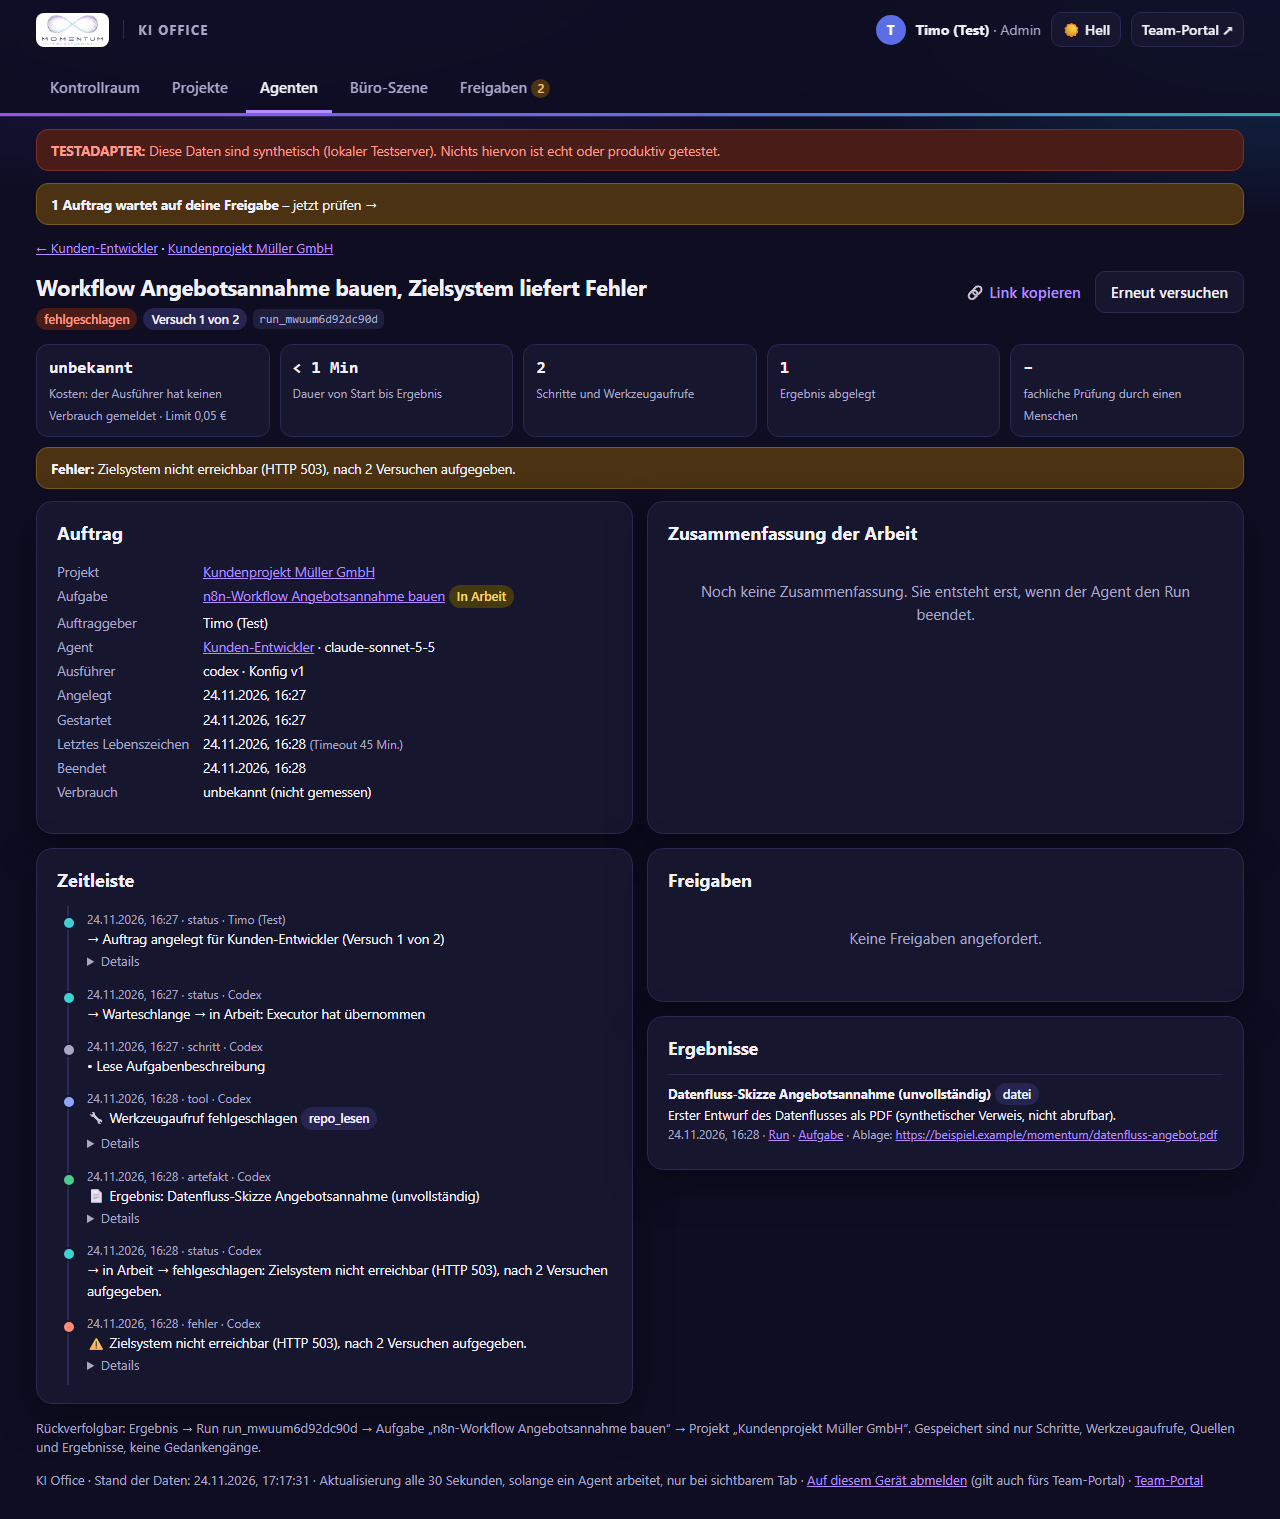 MOMENTUM
KI OFFICE
T
Timo (Test) · Admin
Hell
Team-Portal ↗
Kontrollraum
Projekte
Agenten
Büro-Szene
Freigaben 2
TESTADAPTER: Diese Daten sind synthetisch (lokaler Testserver). Nichts hiervon ist echt oder produktiv getestet.
1 Auftrag wartet auf deine Freigabe – jetzt prüfen →
← Kunden-Entwickler · Kundenprojekt Müller GmbH
Workflow Angebotsannahme bauen, Zielsystem liefert Fehler
Link kopieren
Erneut versuchen
fehlgeschlagen
Versuch 1 von 2
run_mwuum6d92dc90d
unbekannt
Kosten: der Ausführer hat keinen
Verbrauch gemeldet · Limit 0,05 €
< 1 Min
Dauer von Start bis Ergebnis
2
Schritte und Werkzeugaufrufe
1
Ergebnis abgelegt
–
fachliche Prüfung durch einen
Menschen
Fehler: Zielsystem nicht erreichbar (HTTP 503), nach 2 Versuchen aufgegeben.
Auftrag
Projekt Kundenprojekt Müller GmbH
Aufgabe n8n-Workflow Angebotsannahme bauen In Arbeit
Auftraggeber Timo (Test)
Agent Kunden-Entwickler · claude-sonnet-5-5
Ausführer codex · Konfig v1
Angelegt 24.11.2026, 16:27
Gestartet 24.11.2026, 16:27
Letztes Lebenszeichen 24.11.2026, 16:28 (Timeout 45 Min.)
Beendet 24.11.2026, 16:28
Verbrauch unbekannt (nicht gemessen)
Zusammenfassung der Arbeit
Noch keine Zusammenfassung. Sie entsteht erst, wenn der Agent den Run
beendet.
Zeitleiste
24.11.2026, 16:27 · status · Timo (Test)
→ Auftrag angelegt für Kunden-Entwickler (Versuch 1 von 2)
▶ Details
24.11.2026, 16:27 · status · Codex
→ Warteschlange → in Arbeit: Executor hat übernommen
24.11.2026, 16:27 · schritt · Codex
• Lese Aufgabenbeschreibung
24.11.2026, 16:28 · tool · Codex
Werkzeugaufruf fehlgeschlagen repo_lesen
▶ Details
24.11.2026, 16:28 · artefakt · Codex
Ergebnis: Datenfluss-Skizze Angebotsannahme (unvollständig)
▶ Details
24.11.2026, 16:28 · status · Codex
→ in Arbeit → fehlgeschlagen: Zielsystem nicht erreichbar (HTTP 503), nach 2 Versuchen
aufgegeben.
24.11.2026, 16:28 · fehler · Codex
Zielsystem nicht erreichbar (HTTP 503), nach 2 Versuchen aufgegeben.
▶ Details
Freigaben
Keine Freigaben angefordert.
Ergebnisse
Datenfluss-Skizze Angebotsannahme (unvollständig) datei
Erster Entwurf des Datenflusses als PDF (synthetischer Verweis, nicht abrufbar).
24.11.2026, 16:28 · Run · Aufgabe · Ablage: https://beispiel.example/momentum/datenfluss-angebot.pdf
Rückverfolgbar: Ergebnis → Run run_mwuum6d92dc90d → Aufgabe „n8n-Workflow Angebotsannahme bauen“ → Projekt „Kundenprojekt Müller GmbH“. Gespeichert sind nur Schritte, Werkzeugaufrufe, Quellen
und Ergebnisse, keine Gedankengänge.
KI Office · Stand der Daten: 24.11.2026, 17:17:31 · Aktualisierung alle 30 Sekunden, solange ein Agent arbeitet, nur bei sichtbarem Tab · Auf diesem Gerät abmelden (gilt auch fürs Team-Portal) · Team-Portal